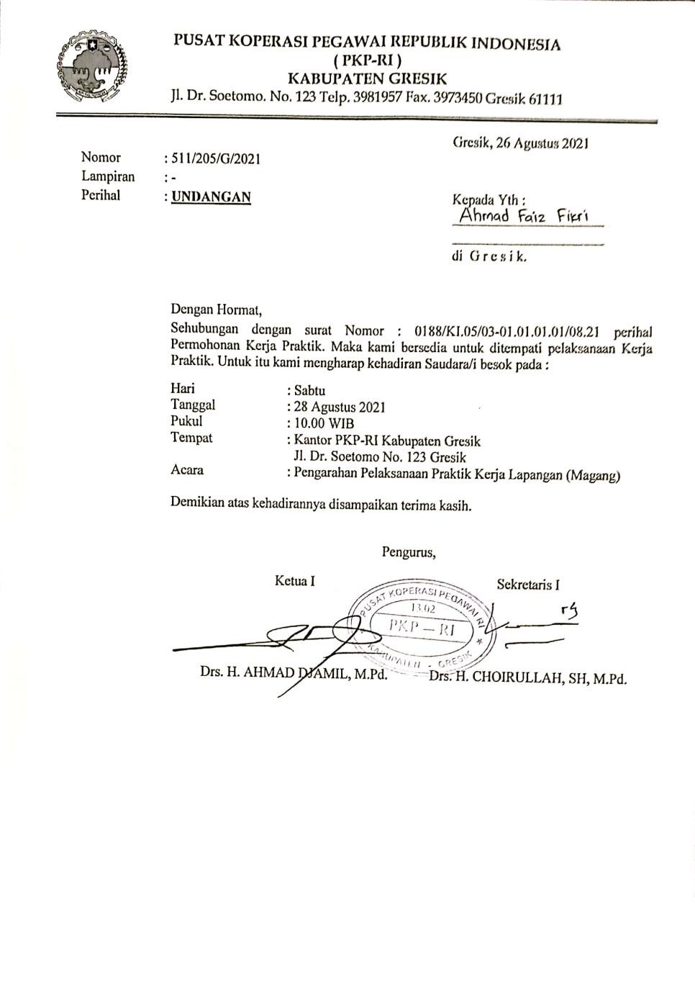 PUSAT KOPERASI PEGAWAI REPUBLIK INDONESIA
( PKP-RI )
KABUPATEN GRESIK
Jl. Dr. Soetomo. No. 123 Telp. 3981957 Fax. 3973450 Gresik 61111
Gresik, 26 Agustus 2021
Nomor : 511/205/G/2021
Lampiran : -
Perihal : UNDANGAN
Kepada Yth :
Ahmad Faiz Fikri
di Gresik.
Dengan Hormat,
Sehubungan dengan surat Nomor : 0188/KI.05/03-01.01.01.01/08.21 perihal
Permohonan Kerja Praktik. Maka kami bersedia untuk ditempati pelaksanaan Kerja
Praktik. Untuk itu kami mengharap kehadiran Saudara/i besok pada :
Hari : Sabtu
Tanggal : 28 Agustus 2021
Pukul : 10.00 WIB
Tempat : Kantor PKP-RI Kabupaten Gresik
Jl. Dr. Soetomo No. 123 Gresik
Acara : Pengarahan Pelaksanaan Praktik Kerja Lapangan (Magang)
Demikian atas kehadirannya disampaikan terima kasih.
Pengurus,
Ketua I
Sekretaris I
PUSAT KOPERASI PEGAWAI RI
13.02
PKP – RI
KABUPATEN - GRESIK
Drs. H. AHMAD DJAMIL, M.Pd.
Drs. H. CHOIRULLAH, SH, M.Pd.